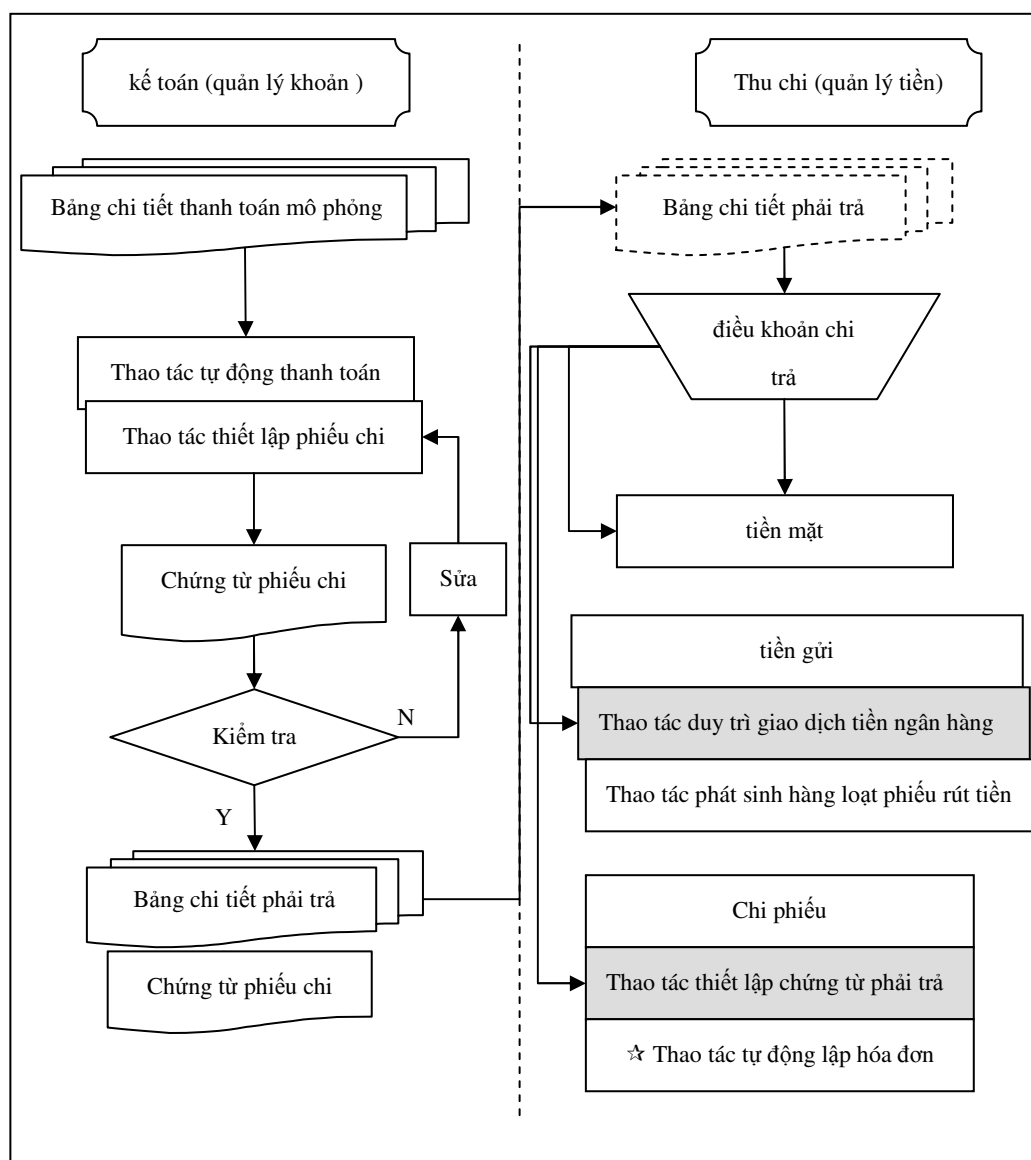 kế toán (quản lý khoản )
Bảng chi tiết thanh toán mô phỏng
Thao tác tự động thanh toán
Thao tác thiết lập phiếu chi
Chứng từ phiếu chi
Sửa
Kiểm tra
N
Y
Bảng chi tiết phải trả
Chứng từ phiếu chi
Thu chi (quản lý tiền)
Bảng chi tiết phải trả
điều khoản chi
trả
tiền mặt
tiền gửi
Thao tác duy trì giao dịch tiền ngân hàng
Thao tác phát sinh hàng loạt phiếu rút tiền
Chi phiếu
Thao tác thiết lập chứng từ phải trả
☆ Thao tác tự động lập hóa đơn